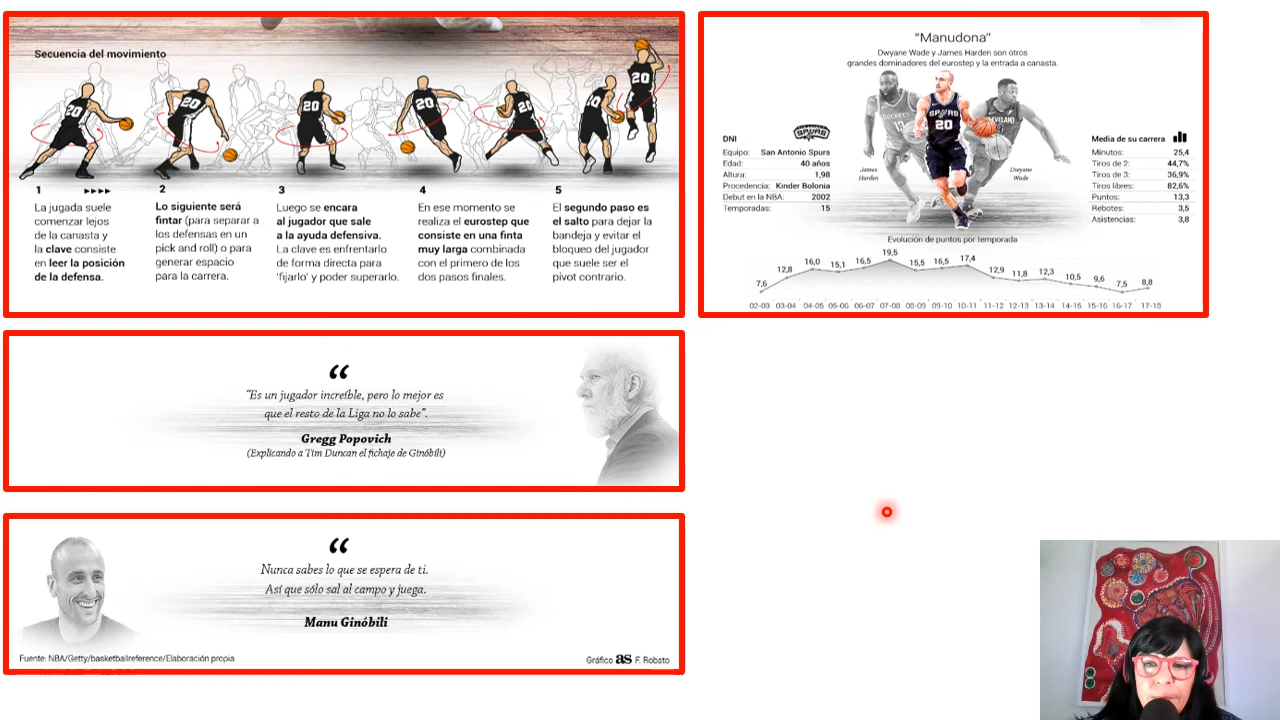 Secuencia del movimiento
20
20
20
20
20
20
20
1
La jugada suele
comenzar lejos
de la canasta y
la clave consiste
en leer la posición
de la defensa.
2
Lo siguiente será
fintar (para separar a
los defensas en un
pick and roll) o para
generar espacio
para la carrera.
3
Luego se encara
al jugador que sale
a la ayuda defensiva.
La clave es enfrentarlo
de forma directa para
'fijarlo' y poder superarlo.
4
En ese momento se
realiza el eurostep que
consiste en una finta
muy larga combinada
con el primero de los
dos pasos finales.
5
El segundo paso es
el salto para dejar la
bandeja y evitar el
bloqueo del jugador
que suele ser el
pivot contrario.
“Manudona”
Dwyane Wade y James Harden son otros
grandes dominadores del eurostep y la entrada a canasta.
SPURS
20
13
CLEVELAND
James
Harden
Dwyane
Wade
DNI
SPURS
Equipo: San Antonio Spurs
Edad: 40 años
Altura: 1,98
Procedencia: Kinder Bolonia
Debut en la NBA: 2002
Temporadas: 15
Media de su carrera
Minutos: 25,4
Tiros de 2: 44,7%
Tiros de 3: 36,9%
Tiros libres: 82,6%
Puntos: 13,3
Rebotes: 3,5
Asistencias: 3,8
Evolución de puntos por temporada
7,6 12,8 16,0 15,1 16,5 19,5 15,5 16,5 17,4 12,9 11,8 12,3 10,5 9,6 7,5 8,8
02-03 03-04 04-05 05-06 06-07 07-08 08-09 09-10 10-11 11-12 12-13 13-14 14-15 15-16 16-17 17-18
“
“Es un jugador increíble, pero lo mejor es
que el resto de la Liga no lo sabe”.
Gregg Popovich
(Explicando a Tim Duncan el fichaje de Ginóbili)
“
Nunca sabes lo que se espera de ti.
Así que sólo sal al campo y juega.
Manu Ginóbili
Fuente: NBA/Getty/basketballreference/Elaboración propia
Gráfico as F. Robato